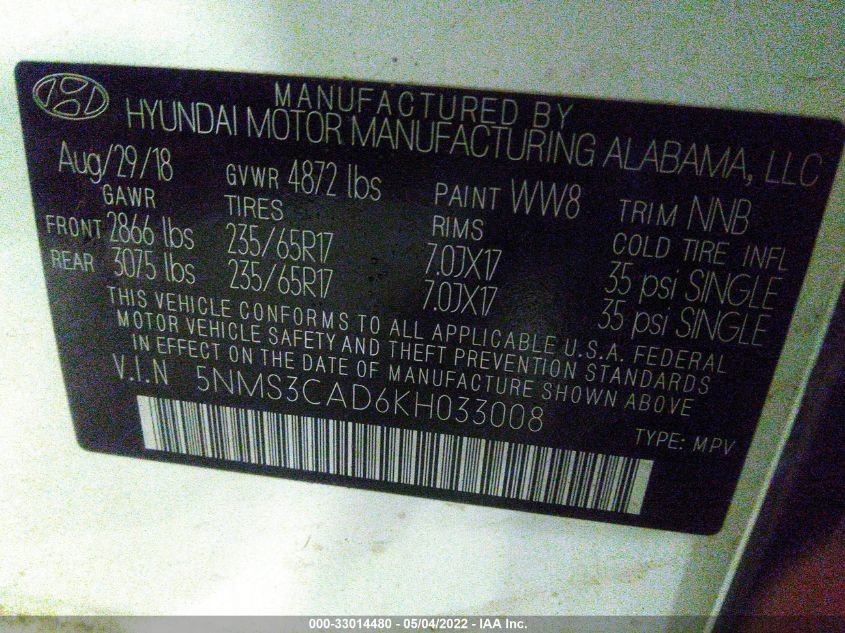 MANUFACTURED BY
HYUNDAI MOTOR MANUFACTURING ALABAMA, LLC
Aug/29/18 GVWR 4872 lbs PAINT WW8 TRIM NNB
GAWR TIRES RIMS COLD TIRE INFL
FRONT 2866 lbs 235/65R17 7.0JX17 35 psi SINGLE
REAR 3075 lbs 235/65R17 7.0JX17 35 psi SINGLE
THIS VEHICLE CONFORMS TO ALL APPLICABLE U.S.A. FEDERAL
MOTOR VEHICLE SAFETY AND THEFT PREVENTION STANDARDS
IN EFFECT ON THE DATE OF MANUFACTURE SHOWN ABOVE
V.I.N 5NMS3CAD6KH033008
TYPE: MPV
000-33014480 - 05/04/2022 - IAA Inc.